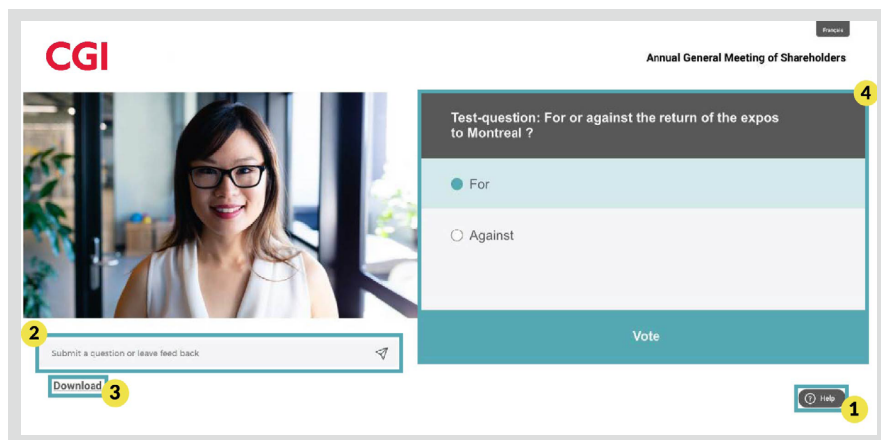 Français
CGI
Annual General Meeting of Shareholders
4
Test-question: For or against the return of the expos
to Montreal ?
For
Against
Vote
2
Submit a question or leave feed back
Download
3
Help
1